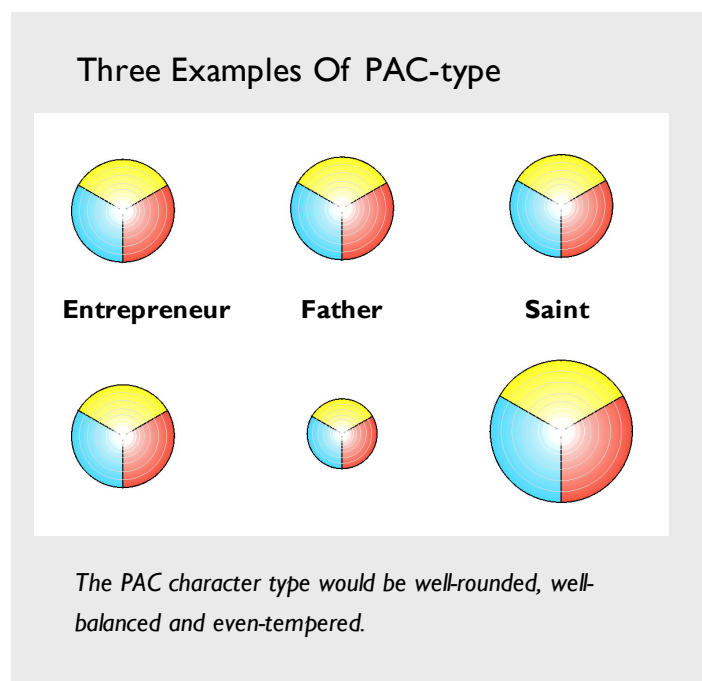 Three Examples Of PAC-type
Entrepreneur Father Saint
The PAC character type would be well-rounded, well-
balanced and even-tempered.